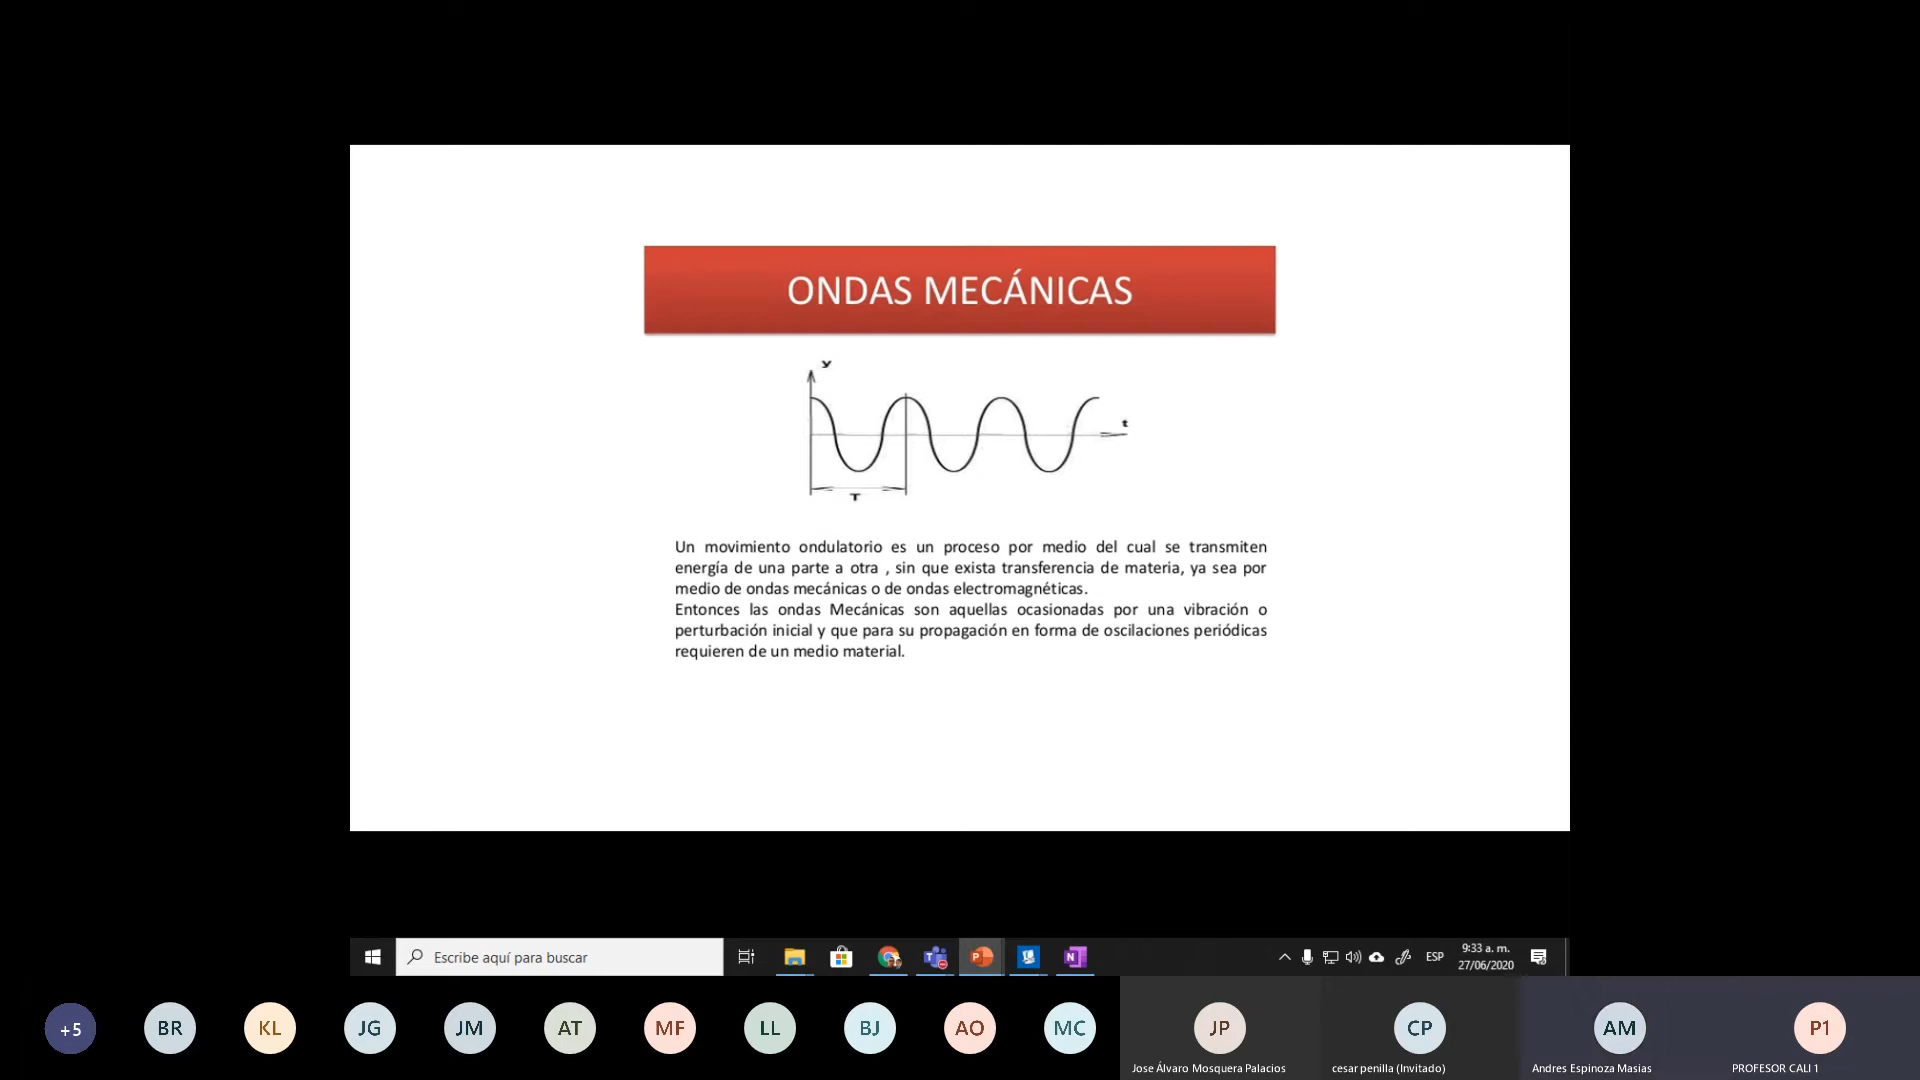 ONDAS MECÁNICAS
y
t
T
Un movimiento ondulatorio es un proceso por medio del cual se transmiten
energía de una parte a otra , sin que exista transferencia de materia, ya sea por
medio de ondas mecánicas o de ondas electromagnéticas.
Entonces las ondas Mecánicas son aquellas ocasionadas por una vibración o
perturbación inicial y que para su propagación en forma de oscilaciones periódicas
requieren de un medio material.
Escribe aquí para buscar
ESP
9:33 a. m.
27/06/2020
+5
BR
KL
JG
JM
AT
MF
LL
BJ
AO
MC
JP
CP
AM
P1
Jose Álvaro Mosquera Palacios
cesar penilla (Invitado)
Andres Espinoza Masias
PROFESOR CALI 1